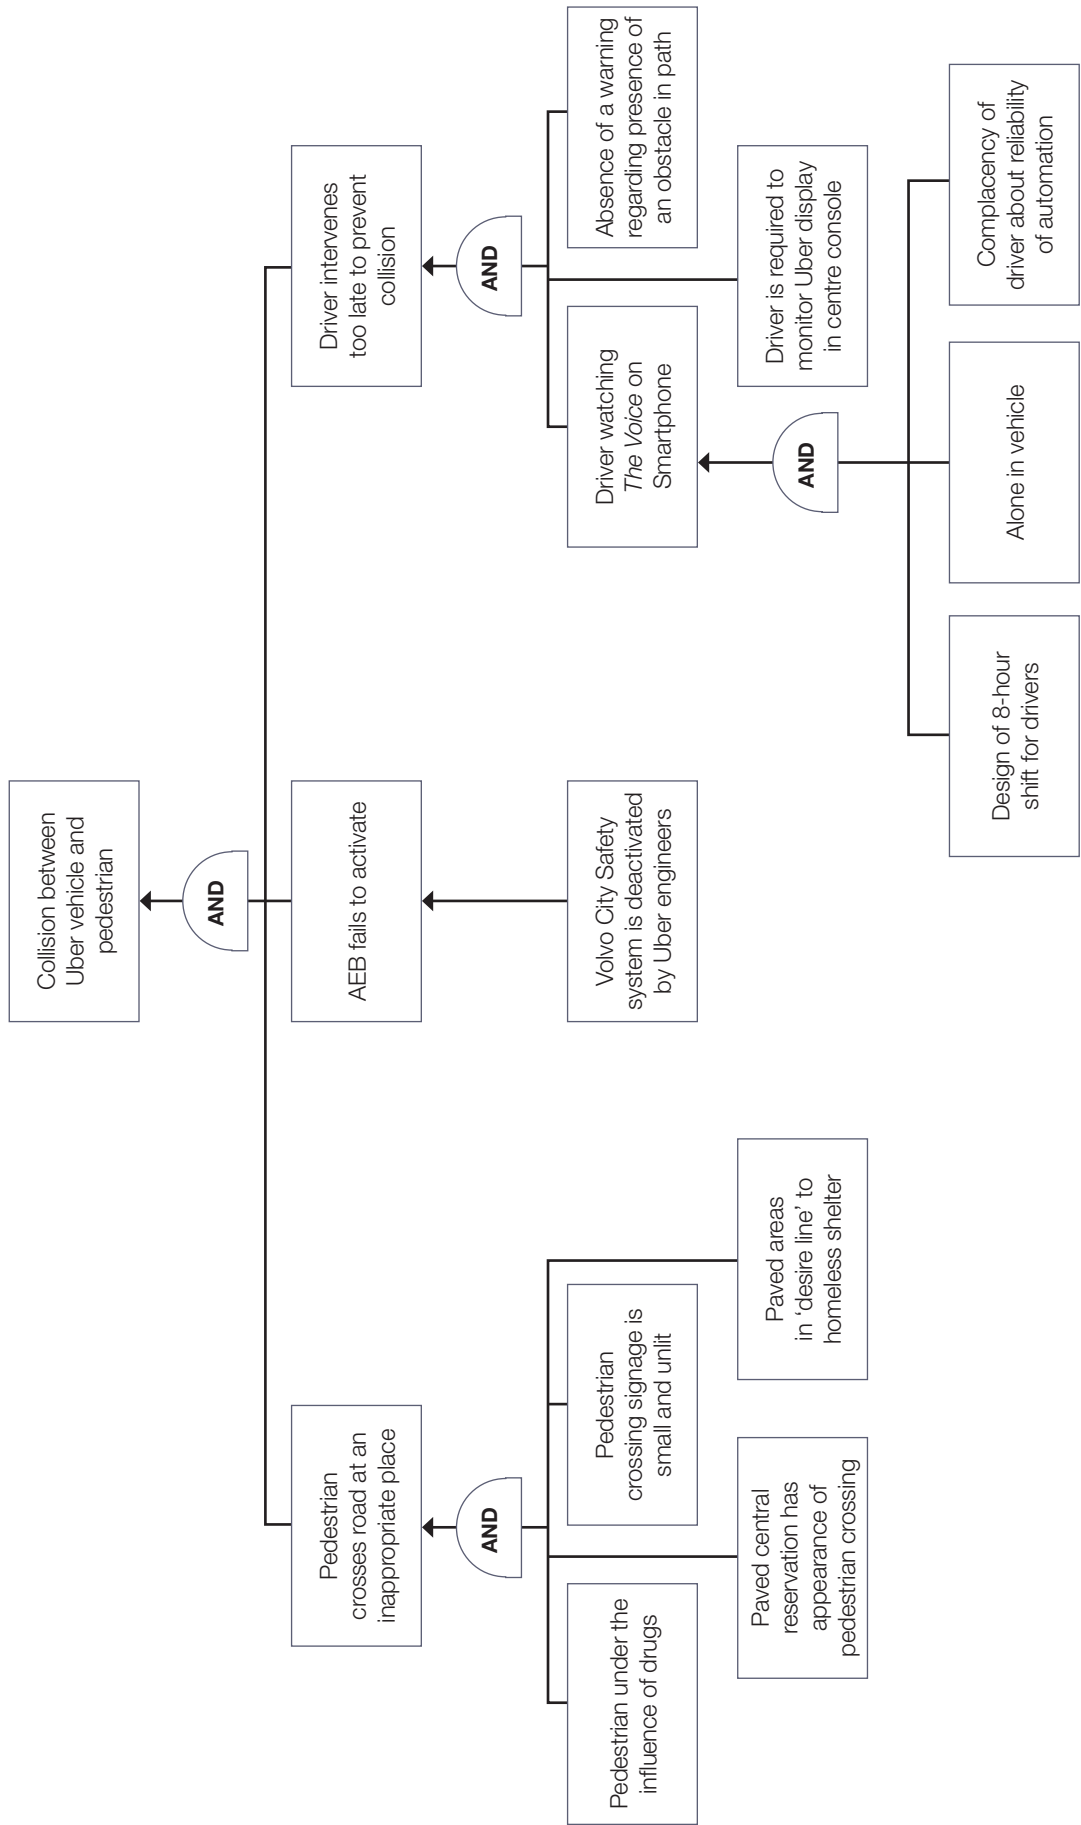 Collision between
Uber vehicle and
pedestrian
AND
Pedestrian
crosses road at an
inappropriate place
AEB fails to activate
Driver intervenes
too late to prevent
collision
AND
AND
Pedestrian under the
influence of drugs
Pedestrian
crossing signage is
small and unlit
Volvo City Safety
system is deactivated
by Uber engineers
Driver watching
The Voice on
Smartphone
Absence of a warning
regarding presence of
an obstacle in path
Paved central
reservation has
appearance of
pedestrian crossing
Paved areas
in ‘desire line’ to
homeless shelter
AND
Driver is required to
monitor Uber display
in centre console
Design of 8-hour
shift for drivers
Alone in vehicle
Complacency of
driver about reliability
of automation